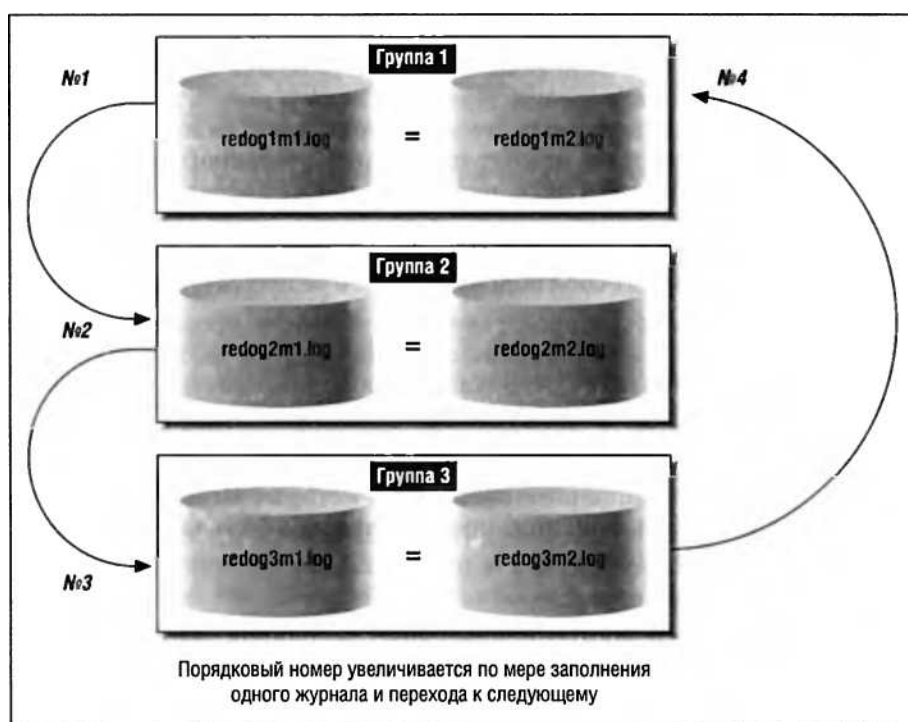 Группа 1
№1
№4
redog1m1.log
=
redog1m2.log
Группа 2
№2
redog2m1.log
=
redog2m2.log
Группа 3
redog3m1.log
=
redog3m2.log
№3
Порядковый номер увеличивается по мере заполнения
одного журнала и перехода к следующему